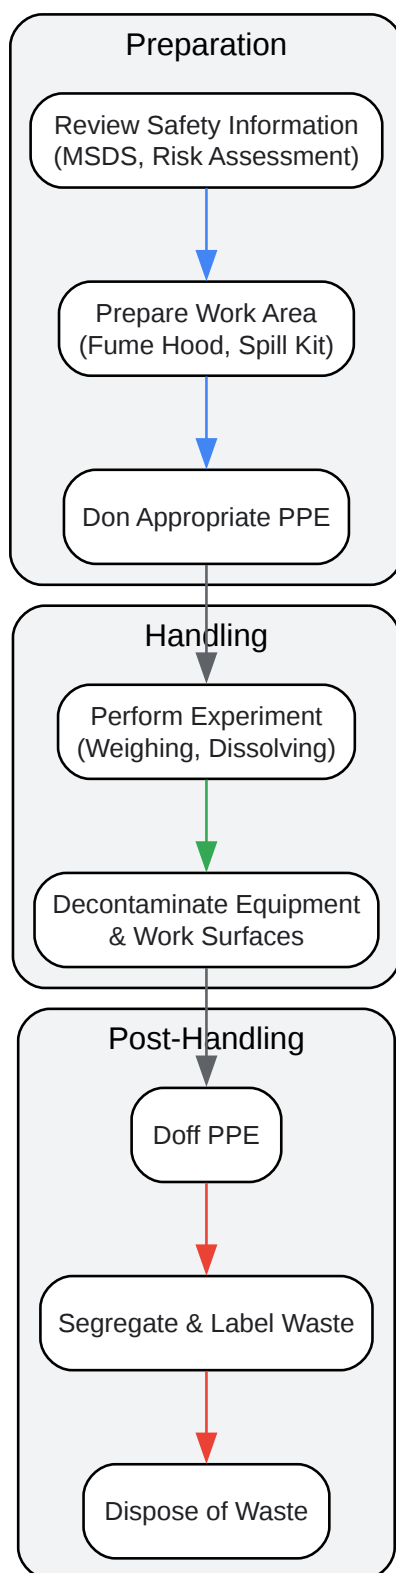 Preparation
Review Safety Information
(MSDS, Risk Assessment)
Prepare Work Area
(Fume Hood, Spill Kit)
Don Appropriate PPE
Handling
Perform Experiment
(Weighing, Dissolving)
Decontaminate Equipment
& Work Surfaces
Post-Handling
Doff PPE
Segregate & Label Waste
Dispose of Waste